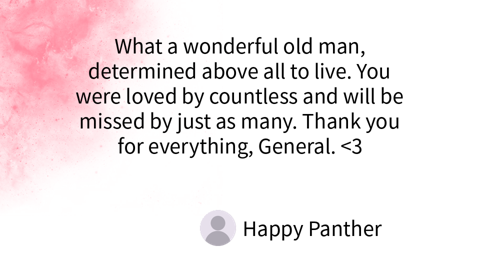 What a wonderful old man,
determined above all to live. You
were loved by countless and will be
missed by just as many. Thank you
for everything, General. <3
Happy Panther